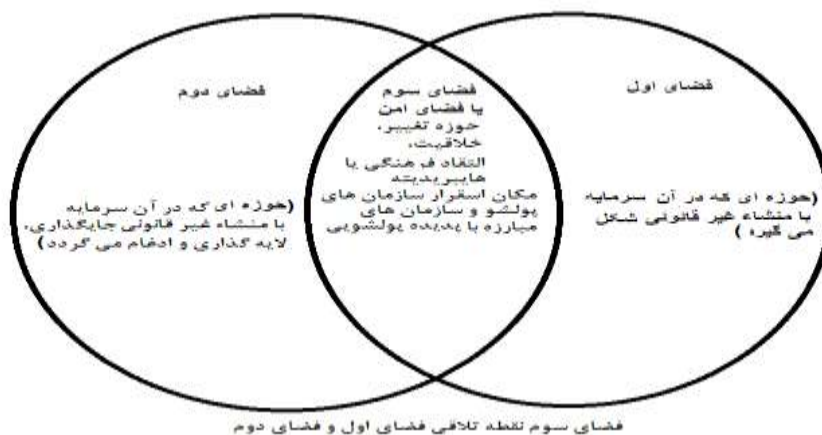 فضای اول
(حوزه ای که در آن سرمایه
با منشاء غیر قانونی شکل
می گیرد )
فضای سوم
یا فضای امن
حوزه تغییر،
خلاقیت،
التقاد فرهنگی یا
هایبریدیته
مکان اسقرار سازمان های
پولشو و سازمان های
مبارزه با پدیده پولشویی
فضای دوم
(حوزه ای که در آن سرمایه
با منشاء غیر قانونی جایگذاری،
لایه گذاری و ادغام می گردد)
فضای سوم نقطه تلاقی فضای اول و فضای دوم